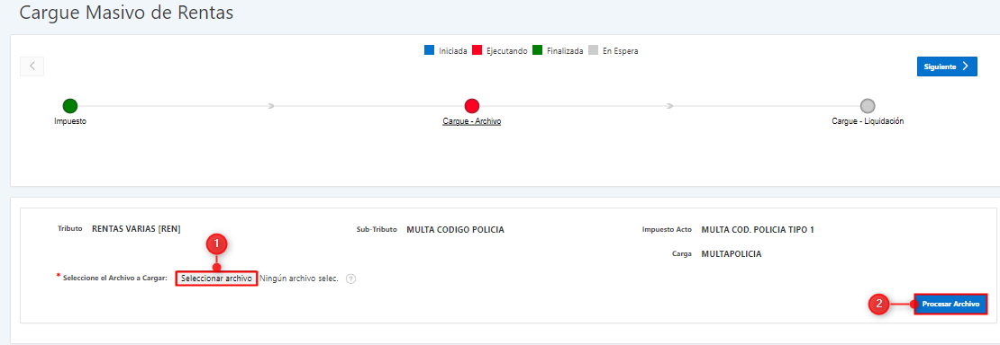 Cargue Masivo de Rentas
Iniciada Ejecutando Finalizada En Espera
Siguiente
Impuesto Cargue - Archivo Cargue - Liquidación
Tributo RENTAS VARIAS [REN] Sub-Tributo MULTA CODIGO POLICIA Impuesto Acto MULTA COD. POLICIA TIPO 1
Carga MULTAPOLICIA
1
* Seleccione el Archivo a Cargar: Seleccionar archivo Ningún archivo selec. ?
2 Procesar Archivo